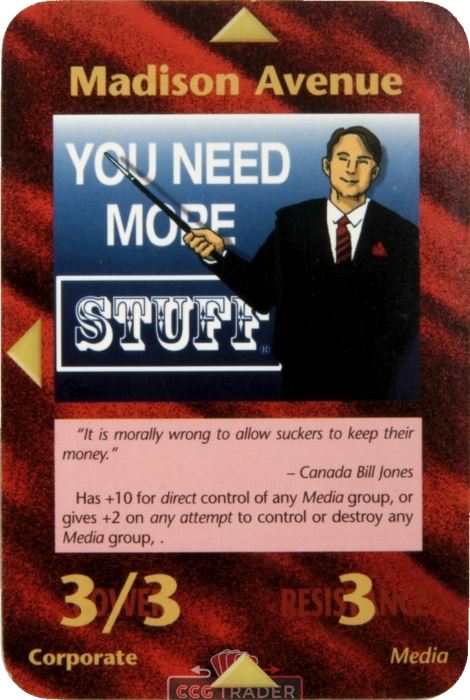 Madison Avenue
YOU NEED
MORE
STUFF®
"It is morally wrong to allow suckers to keep their
money."
– Canada Bill Jones
Has +10 for direct control of any Media group, or
gives +2 on any attempt to control or destroy any
Media group, .
POWER 3/3
RESISTANCE 3
Corporate
Media
CCG
TRADER